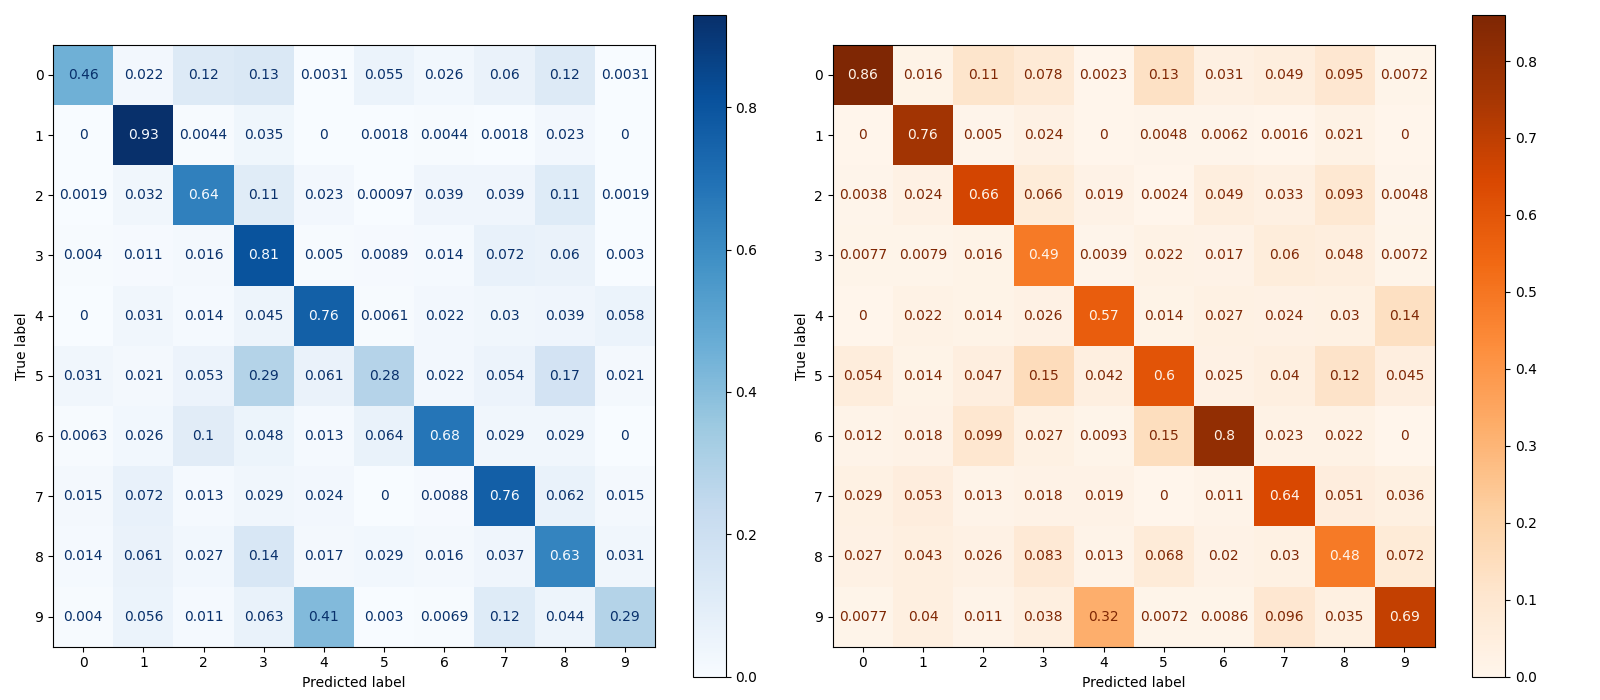 0 0.46 0.022 0.12 0.13 0.0031 0.055 0.026 0.06 0.12 0.0031
1 0 0.93 0.0044 0.035 0 0.0018 0.0044 0.0018 0.023 0
2 0.0019 0.032 0.64 0.11 0.023 0.00097 0.039 0.039 0.11 0.0019
3 0.004 0.011 0.016 0.81 0.005 0.0089 0.014 0.072 0.06 0.003
4 0 0.031 0.014 0.045 0.76 0.0061 0.022 0.03 0.039 0.058
5 0.031 0.021 0.053 0.29 0.061 0.28 0.022 0.054 0.17 0.021
6 0.0063 0.026 0.1 0.048 0.013 0.064 0.68 0.029 0.029 0
7 0.015 0.072 0.013 0.029 0.024 0 0.0088 0.76 0.062 0.015
8 0.014 0.061 0.027 0.14 0.017 0.029 0.016 0.037 0.63 0.031
9 0.004 0.056 0.011 0.063 0.41 0.003 0.0069 0.12 0.044 0.29
0 1 2 3 4 5 6 7 8 9
Predicted label
True label
0.8
0.6
0.4
0.2
0.0
0 0.86 0.016 0.11 0.078 0.0023 0.13 0.031 0.049 0.095 0.0072
1 0 0.76 0.005 0.024 0 0.0048 0.0062 0.0016 0.021 0
2 0.0038 0.024 0.66 0.066 0.019 0.0024 0.049 0.033 0.093 0.0048
3 0.0077 0.0079 0.016 0.49 0.0039 0.022 0.017 0.06 0.048 0.0072
4 0 0.022 0.014 0.026 0.57 0.014 0.027 0.024 0.03 0.14
5 0.054 0.014 0.047 0.15 0.042 0.6 0.025 0.04 0.12 0.045
6 0.012 0.018 0.099 0.027 0.0093 0.15 0.8 0.023 0.022 0
7 0.029 0.053 0.013 0.018 0.019 0 0.011 0.64 0.051 0.036
8 0.027 0.043 0.026 0.083 0.013 0.068 0.02 0.03 0.48 0.072
9 0.0077 0.04 0.011 0.038 0.32 0.0072 0.0086 0.096 0.035 0.69
0 1 2 3 4 5 6 7 8 9
Predicted label
True label
0.8
0.7
0.6
0.5
0.4
0.3
0.2
0.1
0.0